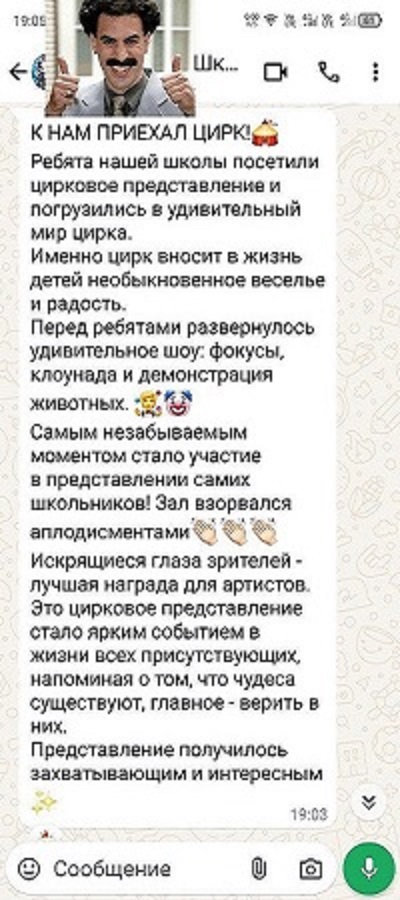 19:05
Шк...
К НАМ ПРИЕХАЛ ЦИРК!🎪
Ребята нашей школы посетили
цирковое представление и
погрузились в удивительный
мир цирка.
Именно цирк вносит в жизнь
детей необыкновенное веселье
и радость.
Перед ребятами развернулось
удивительное шоу: фокусы,
клоунада и демонстрация
животных. 🤹🤡
Самым незабываемым
моментом стало участие
в представлении самих
школьников! Зал взорвался
аплодисментами👏🏻👏🏻👏🏻
Искрящиеся глаза зрителей -
лучшая награда для артистов.
Это цирковое представление
стало ярким событием в
жизни всех присутствующих,
напоминая о том, что чудеса
существуют, главное - верить в
них.
Представление получилось
захватывающим и интересным
✨
19:03
Сообщение